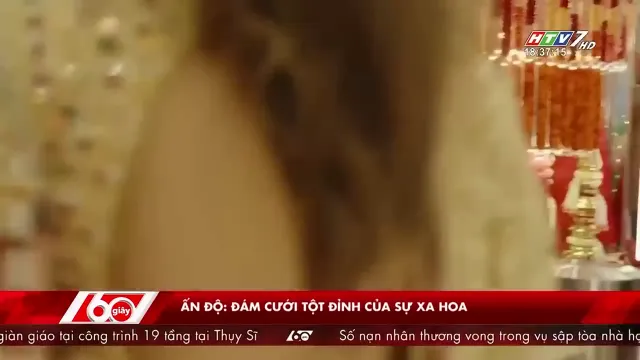 HTV7 HD
18:37:15
60 giây
ẤN ĐỘ: ĐÁM CƯỚI TỘT ĐỈNH CỦA SỰ XA HOA
giàn giáo tại công trình 19 tầng tại Thụy Sĩ 60 Số nạn nhân thương vong trong vụ sập tòa nhà h